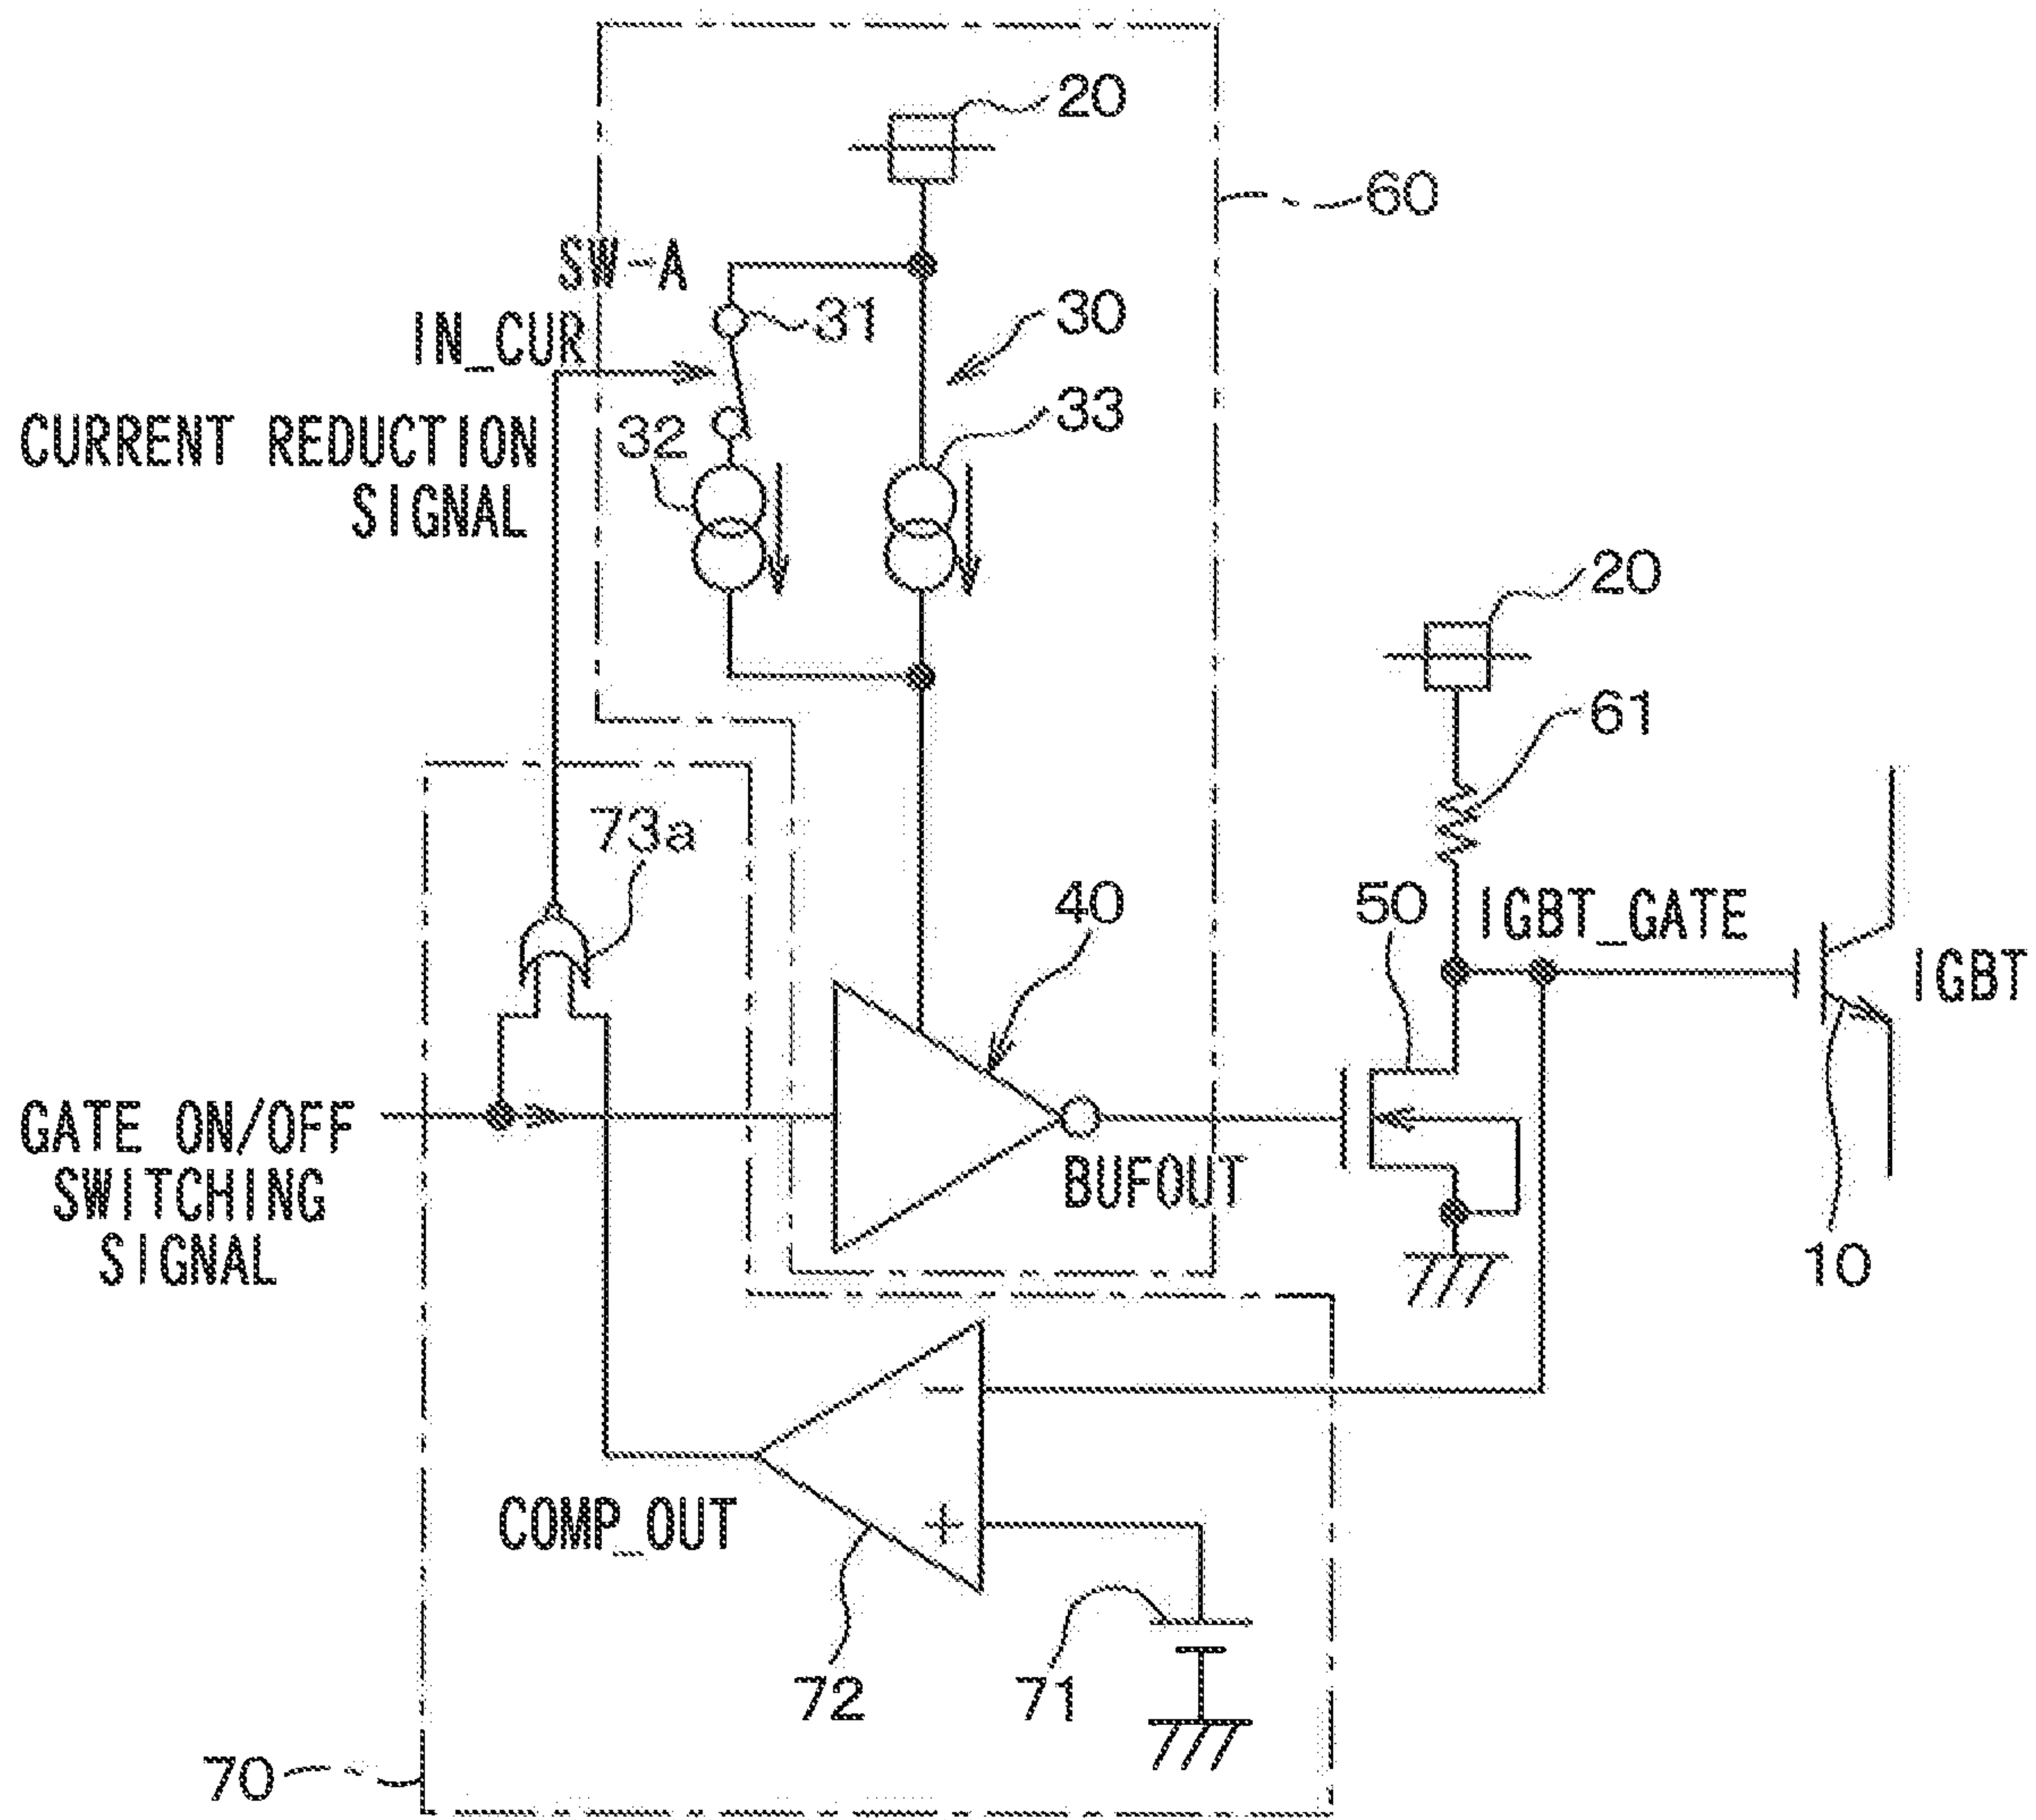 20
60
SW-A
31
30
IN_CUR
33
CURRENT REDUCTION
SIGNAL
32
20
61
73a
40
50
IGBT_GATE
IGBT
GATE ON/OFF
SWITCHING
SIGNAL
BUFOUT
10
−
+
COMP_OUT
72
71
70